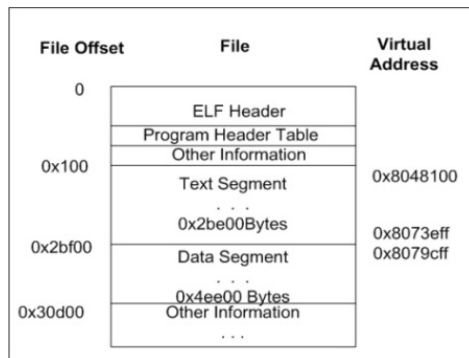 File Offset File Virtual Address
0
ELF Header
Program Header Table
Other Information
0x100
Text Segment 0x8048100
. . .
0x2be00Bytes 0x8073eff
0x2bf00 Data Segment 0x8079cff
. . .
0x4ee00 Bytes
0x30d00 Other Information
. . .